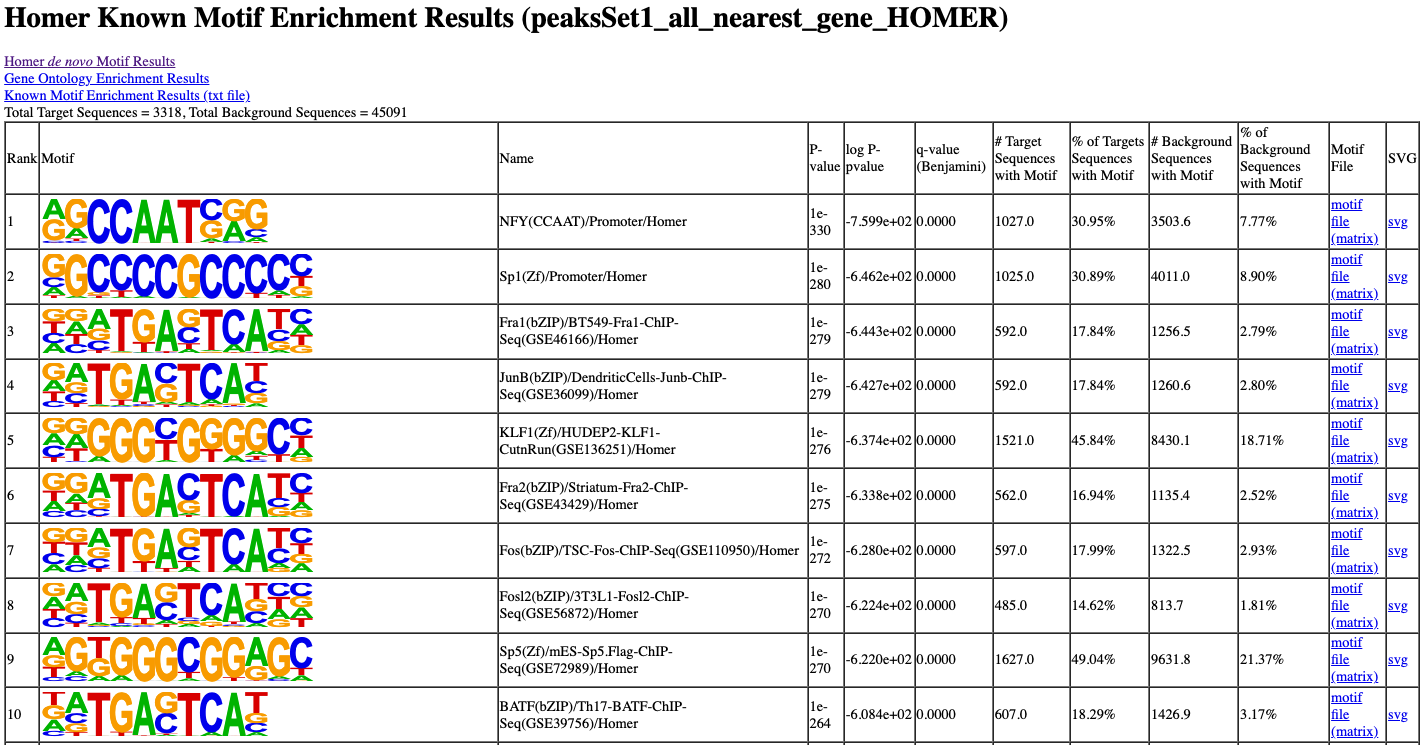 Homer Known Motif Enrichment Results (peaksSet1_all_nearest_gene_HOMER)
Homer de novo Motif Results
Gene Ontology Enrichment Results
Known Motif Enrichment Results (txt file)
Total Target Sequences = 3318, Total Background Sequences = 45091
Rank Motif Name P-value log P-pvalue q-value (Benjamini) # Target Sequences with Motif % of Targets Sequences with Motif # Background Sequences with Motif % of Background Sequences with Motif Motif File SVG
1 NFY(CCAAT)/Promoter/Homer 1e-330 -7.599e+02 0.0000 1027.0 30.95% 3503.6 7.77% motif file (matrix) svg
2 Sp1(Zf)/Promoter/Homer 1e-280 -6.462e+02 0.0000 1025.0 30.89% 4011.0 8.90% motif file (matrix) svg
3 Fra1(bZIP)/BT549-Fra1-ChIP-Seq(GSE46166)/Homer 1e-279 -6.443e+02 0.0000 592.0 17.84% 1256.5 2.79% motif file (matrix) svg
4 JunB(bZIP)/DendriticCells-Junb-ChIP-Seq(GSE36099)/Homer 1e-279 -6.427e+02 0.0000 592.0 17.84% 1260.6 2.80% motif file (matrix) svg
5 KLF1(Zf)/HUDEP2-KLF1-CutnRun(GSE136251)/Homer 1e-276 -6.374e+02 0.0000 1521.0 45.84% 8430.1 18.71% motif file (matrix) svg
6 Fra2(bZIP)/Striatum-Fra2-ChIP-Seq(GSE43429)/Homer 1e-275 -6.338e+02 0.0000 562.0 16.94% 1135.4 2.52% motif file (matrix) svg
7 Fos(bZIP)/TSC-Fos-ChIP-Seq(GSE110950)/Homer 1e-272 -6.280e+02 0.0000 597.0 17.99% 1322.5 2.93% motif file (matrix) svg
8 Fosl2(bZIP)/3T3L1-Fosl2-ChIP-Seq(GSE56872)/Homer 1e-270 -6.224e+02 0.0000 485.0 14.62% 813.7 1.81% motif file (matrix) svg
9 Sp5(Zf)/mES-Sp5.Flag-ChIP-Seq(GSE72989)/Homer 1e-270 -6.220e+02 0.0000 1627.0 49.04% 9631.8 21.37% motif file (matrix) svg
10 BATF(bZIP)/Th17-BATF-ChIP-Seq(GSE39756)/Homer 1e-264 -6.084e+02 0.0000 607.0 18.29% 1426.9 3.17% motif file (matrix) svg